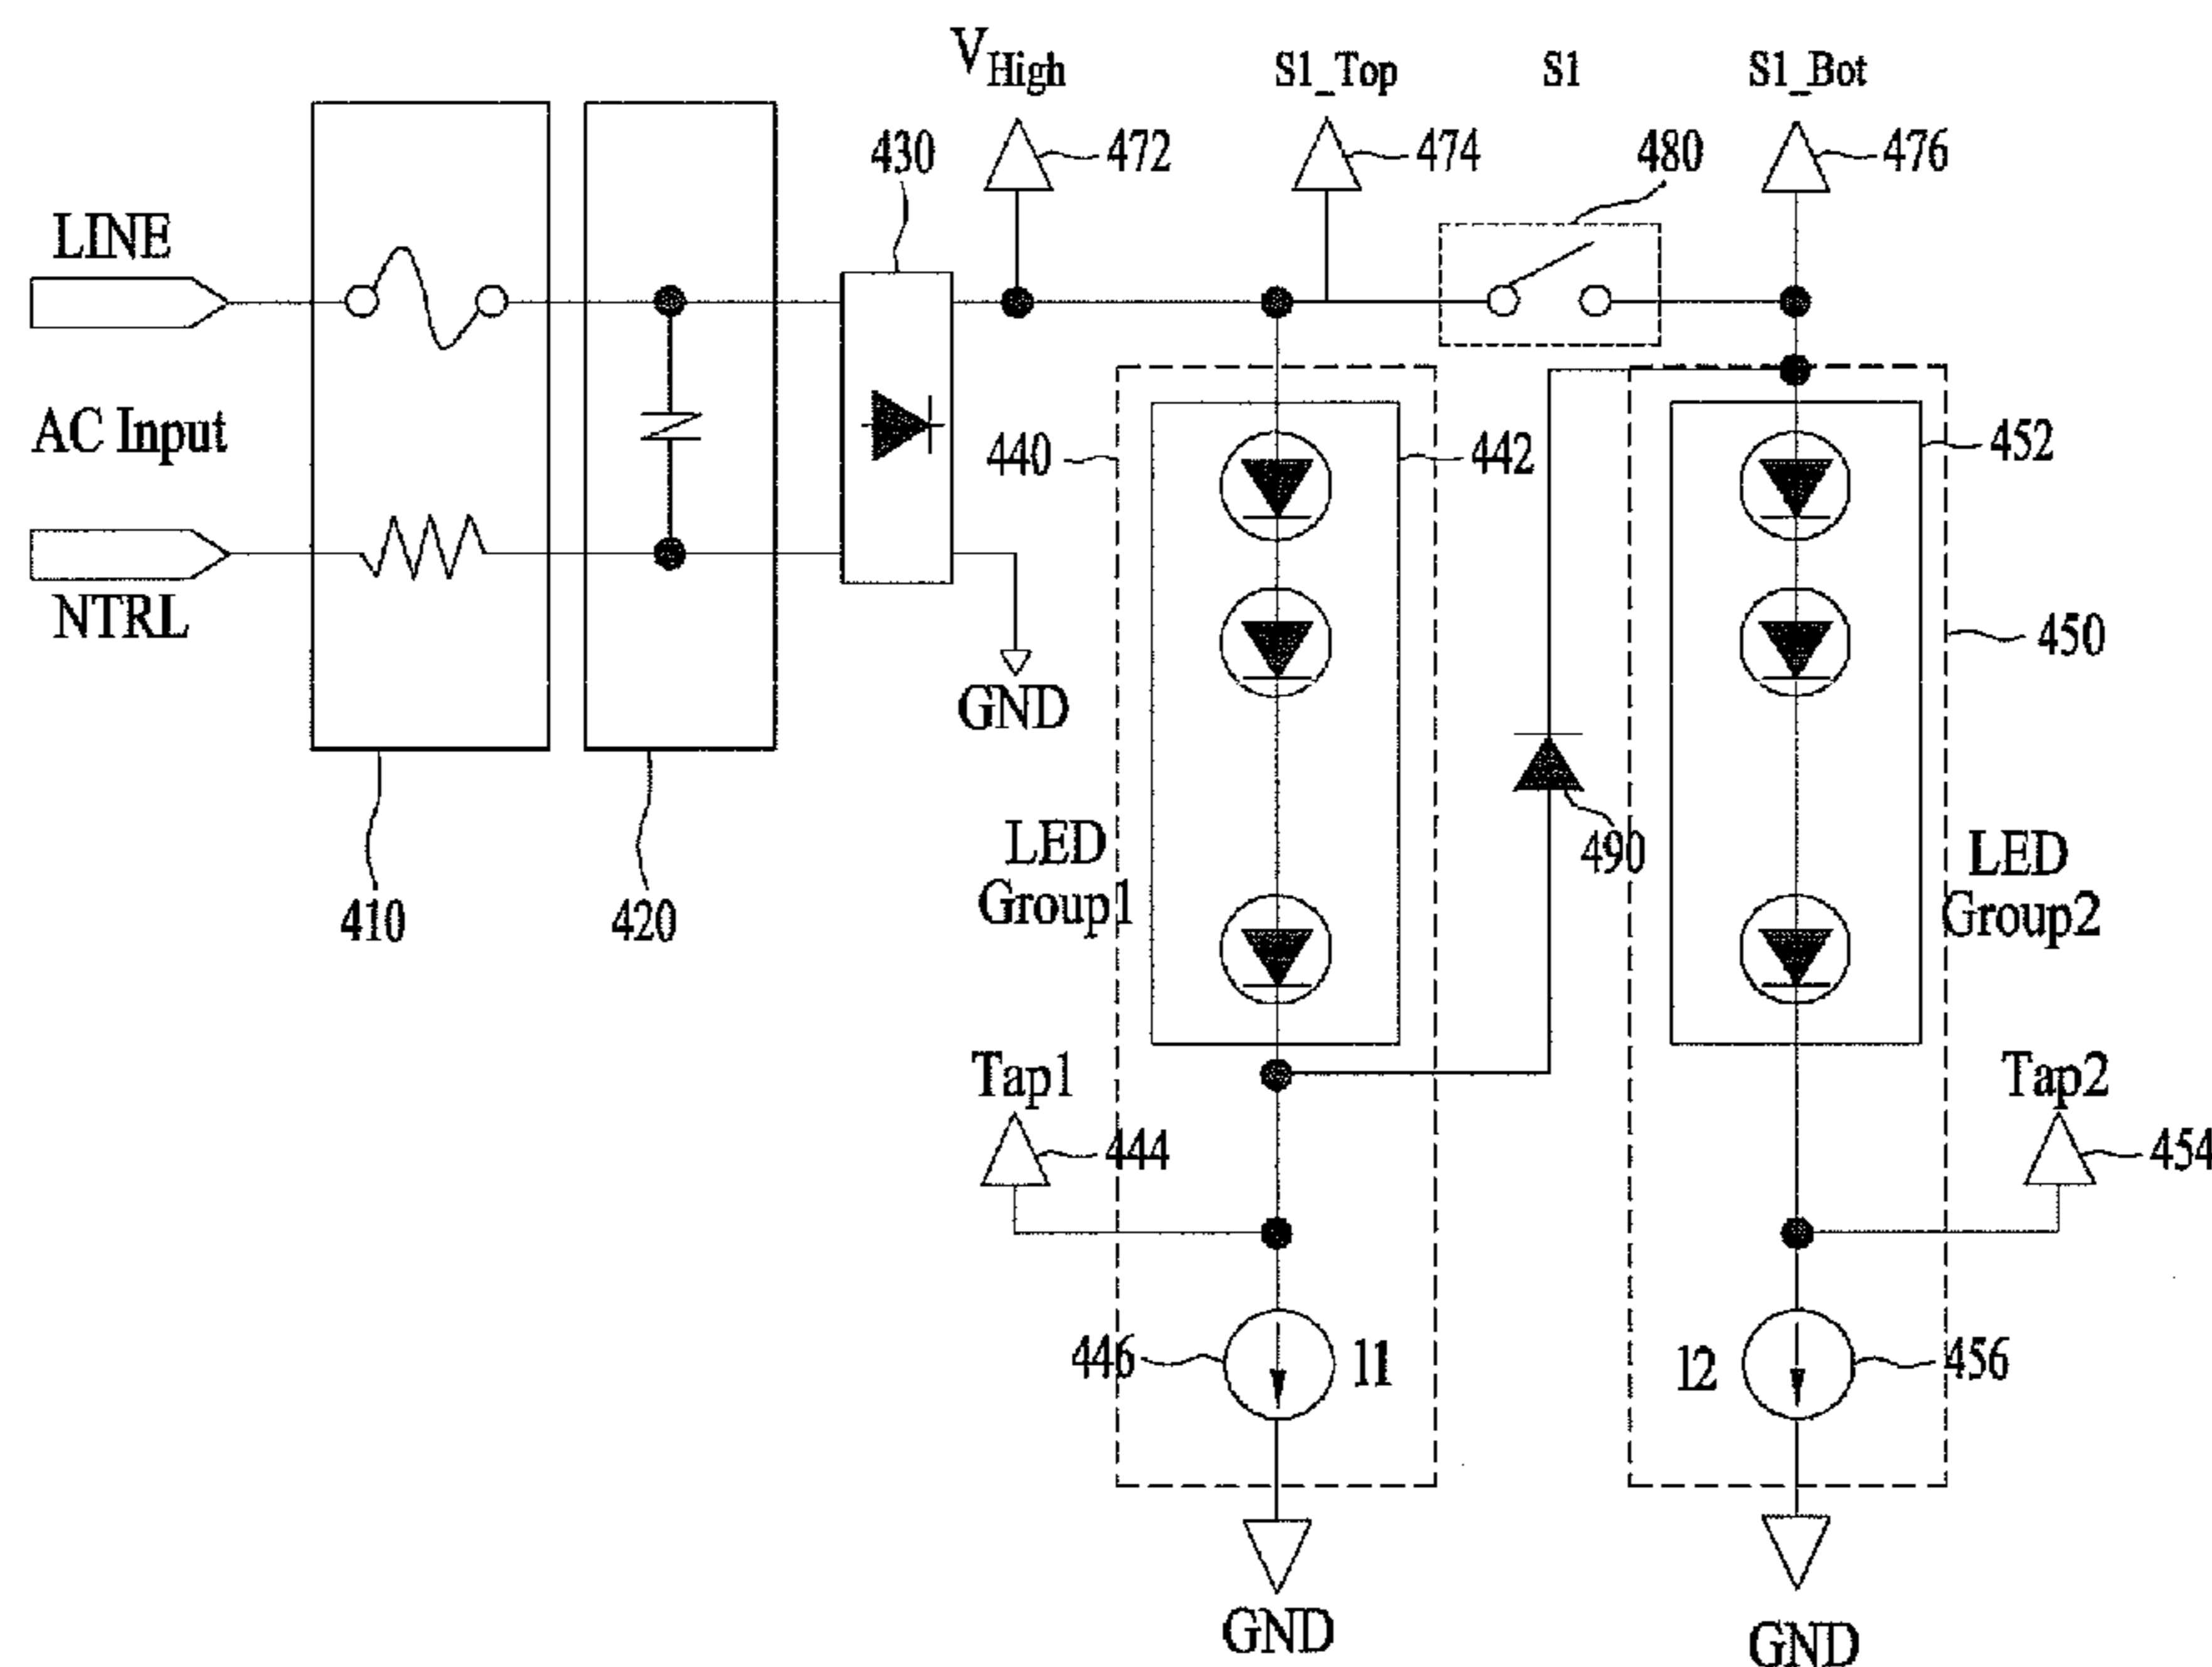 V High
S1_Top
S1
S1_Bot
430
472
474
480
476
LINE
AC Input
NTRL
GND
440
442
452
450
LED
Group1
490
LED
Group2
410
420
Tap1
444
Tap2
454
446
I1
I2
456
GND
GND